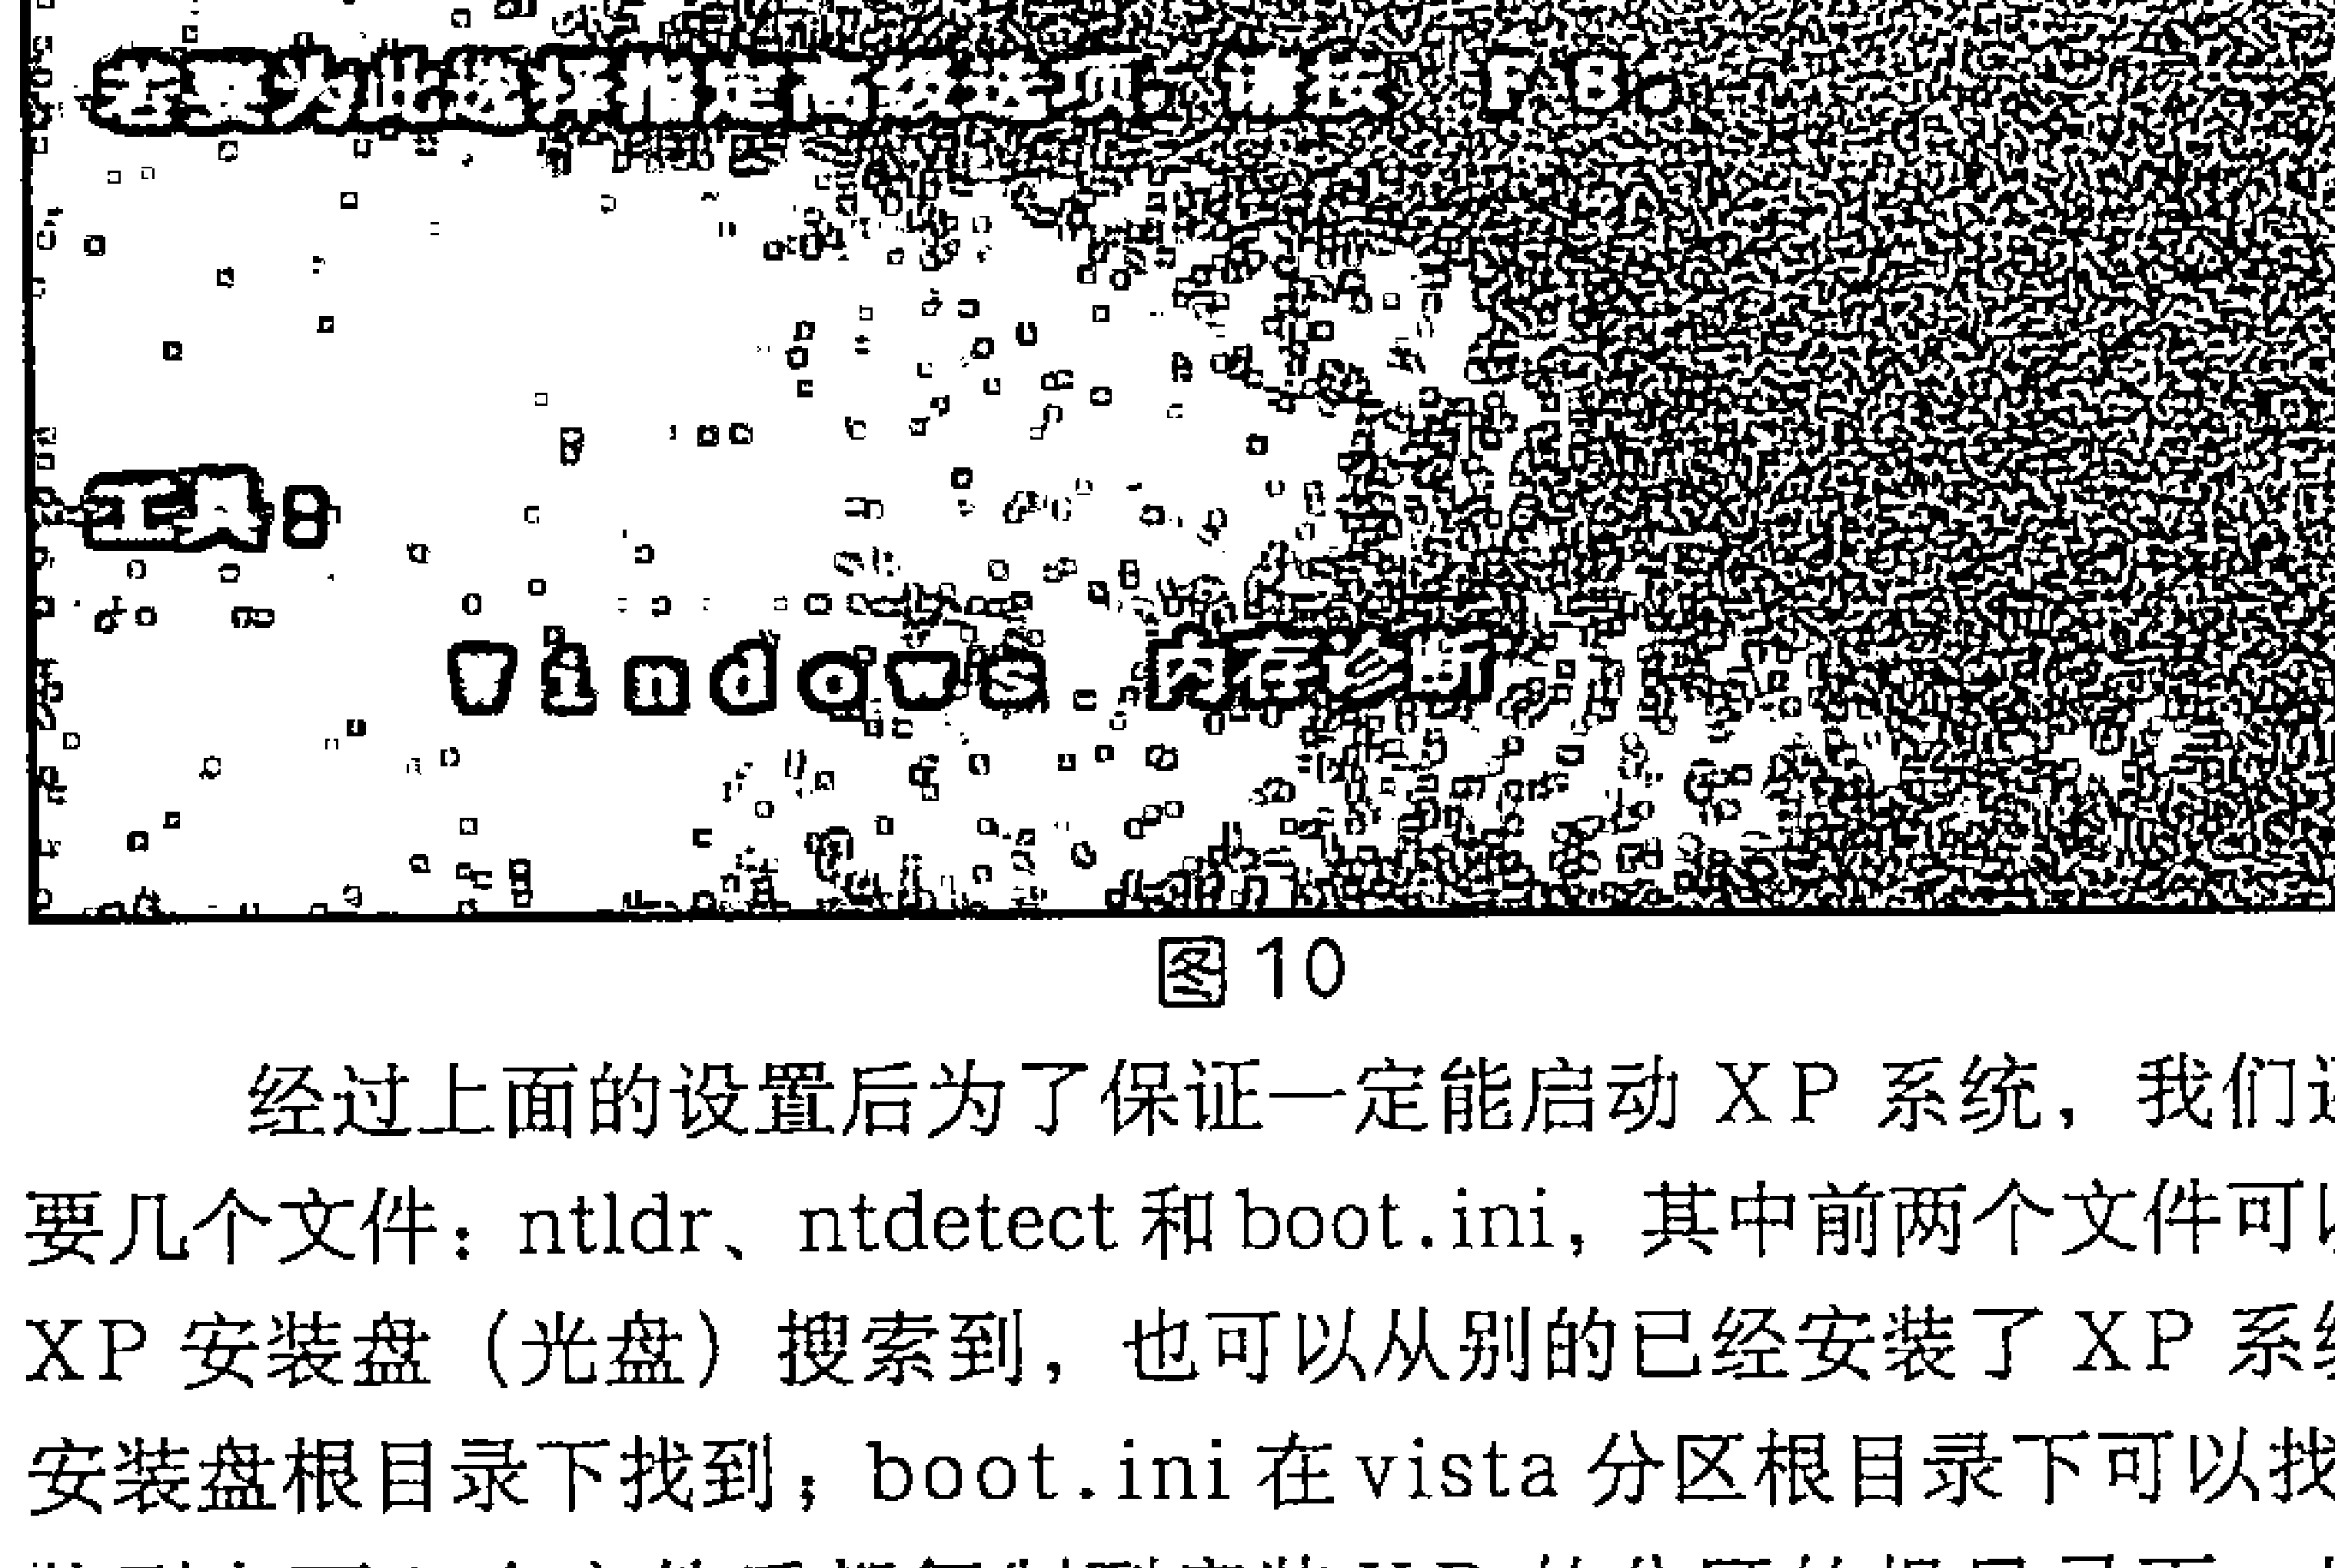 若要为此选择指定高级选项，请按 F8。
工具：
Windows 内存诊断
图10
经过上面的设置后为了保证一定能启动 XP 系统，我们
要几个文件：ntldr、ntdetect 和 boot.ini，其中前两个文件可
XP 安装盘（光盘）搜索到，也可以从别的已经安装了 XP 系
安装盘根目录下找到；boot.ini 在 vista 分区根目录下可以找